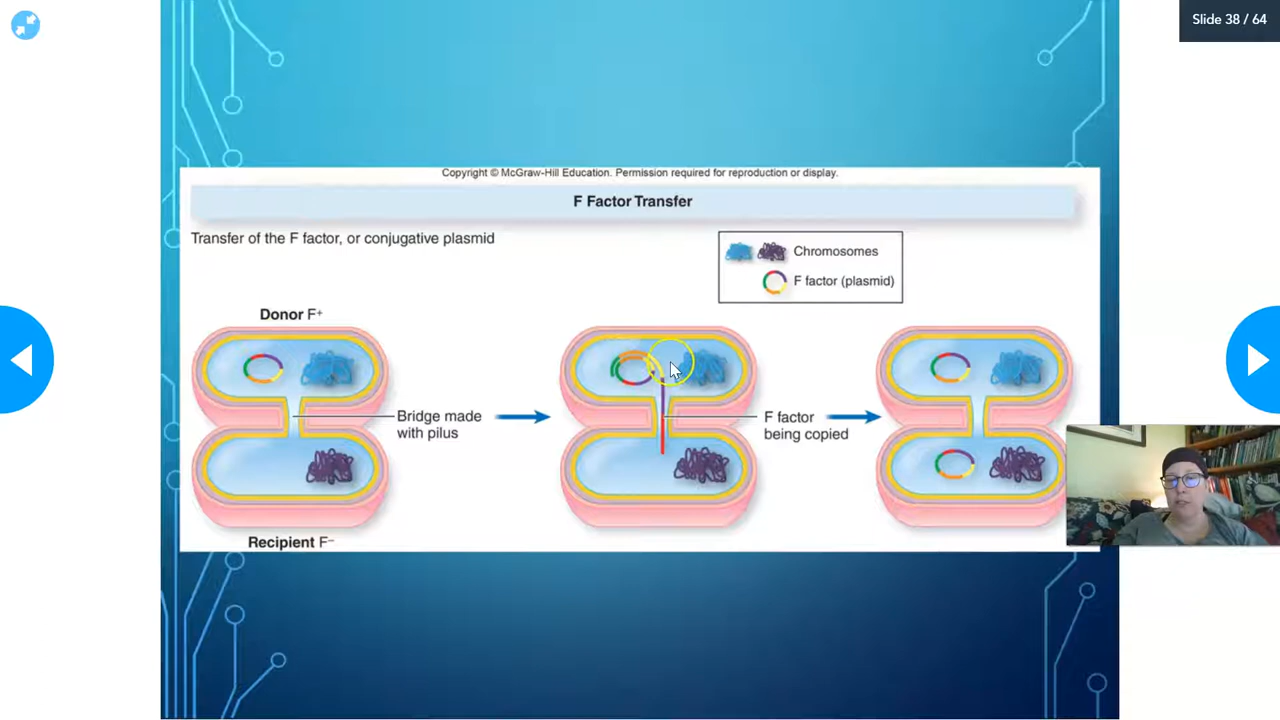 Slide 38 / 64
Copyright © McGraw-Hill Education. Permission required for reproduction or display.
F Factor Transfer
Transfer of the F factor, or conjugative plasmid
Chromosomes
F factor (plasmid)
Donor F⁺
Bridge made
with pilus
F factor
being copied
Recipient F⁻